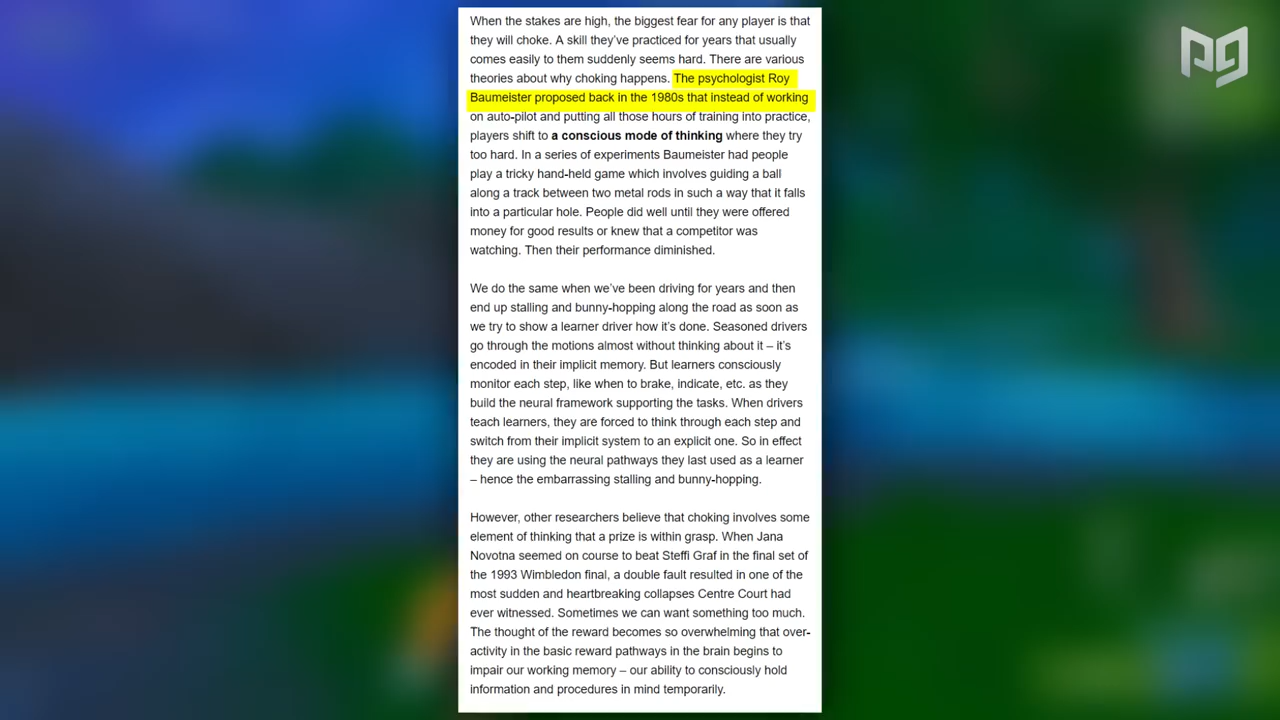 When the stakes are high, the biggest fear for any player is that
they will choke. A skill they've practiced for years that usually
comes easily to them suddenly seems hard. There are various
theories about why choking happens. The psychologist Roy
Baumeister proposed back in the 1980s that instead of working
on auto-pilot and putting all those hours of training into practice,
players shift to a conscious mode of thinking where they try
too hard. In a series of experiments Baumeister had people
play a tricky hand-held game which involves guiding a ball
along a track between two metal rods in such a way that it falls
into a particular hole. People did well until they were offered
money for good results or knew that a competitor was
watching. Then their performance diminished.
We do the same when we've been driving for years and then
end up stalling and bunny-hopping along the road as soon as
we try to show a learner driver how it's done. Seasoned drivers
go through the motions almost without thinking about it – it's
encoded in their implicit memory. But learners consciously
monitor each step, like when to brake, indicate, etc. as they
build the neural framework supporting the tasks. When drivers
teach learners, they are forced to think through each step and
switch from their implicit system to an explicit one. So in effect
they are using the neural pathways they last used as a learner
– hence the embarrassing stalling and bunny-hopping.
However, other researchers believe that choking involves some
element of thinking that a prize is within grasp. When Jana
Novotna seemed on course to beat Steffi Graf in the final set of
the 1993 Wimbledon final, a double fault resulted in one of the
most sudden and heartbreaking collapses Centre Court had
ever witnessed. Sometimes we can want something too much.
The thought of the reward becomes so overwhelming that over-
activity in the basic reward pathways in the brain begins to
impair our working memory – our ability to consciously hold
information and procedures in mind temporarily.
pg